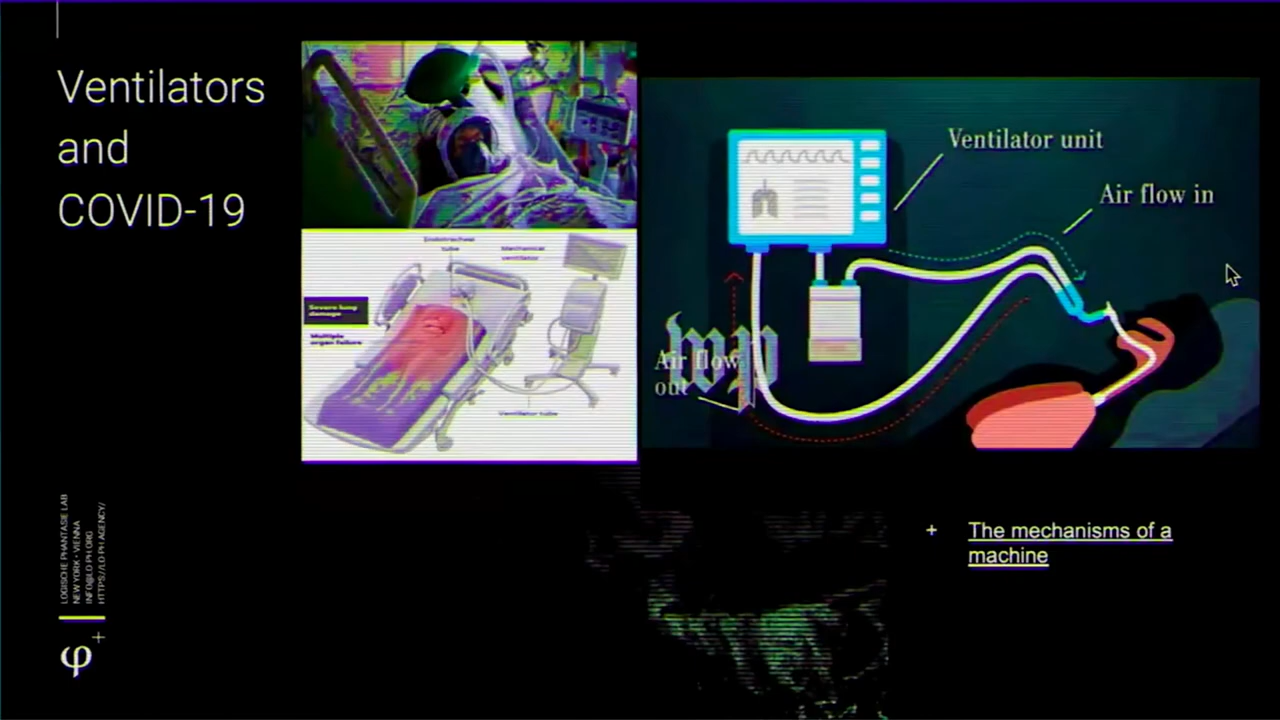 Ventilators
and
COVID-19
Endotracheal
tube
Mechanical
ventilator
Severe lung
damage
Multiple
organ failure
Ventilator tube
Ventilator unit
Air flow in
wp
Air flow
out
+ The mechanisms of a
machine
LOGISCHE PHANTASIE LAB
NEW YORK • VIENNA
INFO@LO-PH.ORG
HTTPS://LO-PH.AGENCY/
φ+